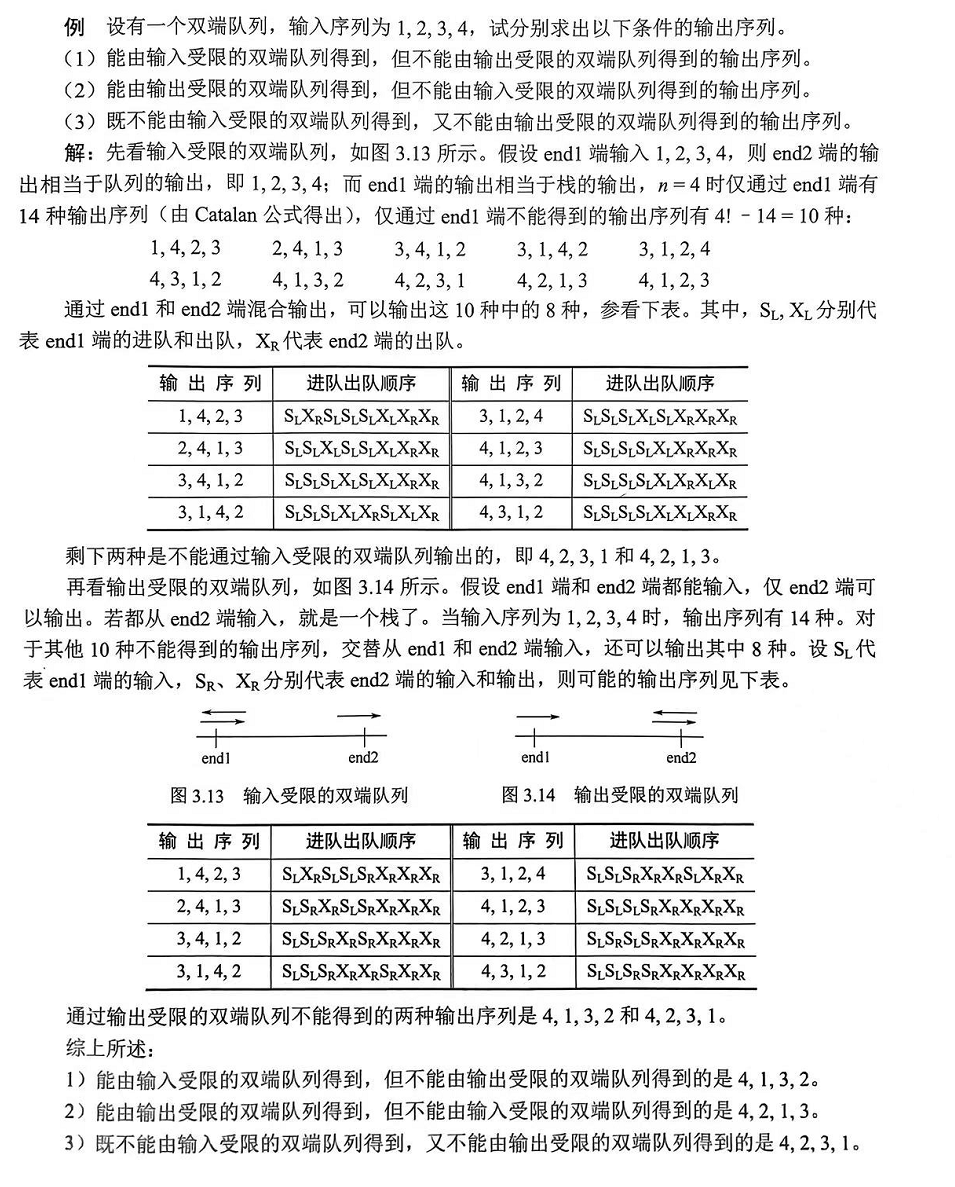 例 设有一个双端队列，输入序列为 1, 2, 3, 4，试分别求出以下条件的输出序列。
（1）能由输入受限的双端队列得到，但不能由输出受限的双端队列得到的输出序列。
（2）能由输出受限的双端队列得到，但不能由输入受限的双端队列得到的输出序列。
（3）既不能由输入受限的双端队列得到，又不能由输出受限的双端队列得到的输出序列。
解：先看输入受限的双端队列，如图 3.13 所示。假设 end1 端输入 1, 2, 3, 4，则 end2 端的输
出相当于队列的输出，即 1, 2, 3, 4；而 end1 端的输出相当于栈的输出，n = 4 时仅通过 end1 端有
14 种输出序列（由 Catalan 公式得出），仅通过 end1 端不能得到的输出序列有 4! - 14 = 10 种：
1, 4, 2, 3 2, 4, 1, 3 3, 4, 1, 2 3, 1, 4, 2 3, 1, 2, 4
4, 3, 1, 2 4, 1, 3, 2 4, 2, 3, 1 4, 2, 1, 3 4, 1, 2, 3
通过 end1 和 end2 端混合输出，可以输出这 10 种中的 8 种，参看下表。其中，S_L, X_L 分别代
表 end1 端的进队和出队，X_R 代表 end2 端的出队。
输出序列 进队出队顺序 输出序列 进队出队顺序
1, 4, 2, 3 S_LX_RS_LS_LS_LX_LX_RX_R 3, 1, 2, 4 S_LS_LS_LX_LS_LX_RX_RX_R
2, 4, 1, 3 S_LS_LX_LS_LS_LX_LX_RX_R 4, 1, 2, 3 S_LS_LS_LS_LX_LX_RX_RX_R
3, 4, 1, 2 S_LS_LS_LX_LS_LX_LX_RX_R 4, 1, 3, 2 S_LS_LS_LS_LX_LX_RX_LX_R
3, 1, 4, 2 S_LS_LS_LX_LX_RS_LX_LX_R 4, 3, 1, 2 S_LS_LS_LS_LX_LX_LX_RX_R
剩下两种是不能通过输入受限的双端队列输出的，即 4, 2, 3, 1 和 4, 2, 1, 3。
再看输出受限的双端队列，如图 3.14 所示。假设 end1 端和 end2 端都能输入，仅 end2 端可
以输出。若都从 end2 端输入，就是一个栈了。当输入序列为 1, 2, 3, 4 时，输出序列有 14 种。对
于其他 10 种不能得到的输出序列，交替从 end1 和 end2 端输入，还可以输出其中 8 种。设 S_L 代
表 end1 端的输入，S_R、X_R 分别代表 end2 端的输入和输出，则可能的输出序列见下表。
end1 end2 end1 end2
图 3.13 输入受限的双端队列 图 3.14 输出受限的双端队列
输出序列 进队出队顺序 输出序列 进队出队顺序
1, 4, 2, 3 S_LX_RS_LS_LS_RX_RX_RX_R 3, 1, 2, 4 S_LS_LS_RX_RX_RS_LX_RX_R
2, 4, 1, 3 S_LS_RX_RS_LS_RX_RX_RX_R 4, 1, 2, 3 S_LS_LS_LS_RX_RX_RX_RX_R
3, 4, 1, 2 S_LS_LS_RX_RS_RX_RX_RX_R 4, 2, 1, 3 S_LS_RS_LS_RX_RX_RX_RX_R
3, 1, 4, 2 S_LS_LS_RX_RX_RS_RX_RX_R 4, 3, 1, 2 S_LS_LS_RS_RX_RX_RX_RX_R
通过输出受限的双端队列不能得到的两种输出序列是 4, 1, 3, 2 和 4, 2, 3, 1。
综上所述：
1）能由输入受限的双端队列得到，但不能由输出受限的双端队列得到的是 4, 1, 3, 2。
2）能由输出受限的双端队列得到，但不能由输入受限的双端队列得到的是 4, 2, 1, 3。
3）既不能由输入受限的双端队列得到，又不能由输出受限的双端队列得到的是 4, 2, 3, 1。